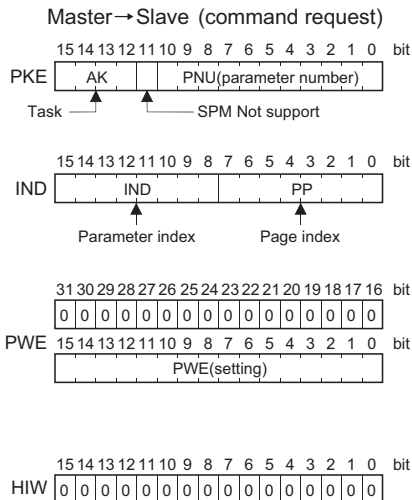 Master→Slave (command request)
15 14 13 12 11 10 9 8 7 6 5 4 3 2 1 0 bit
PKE AK PNU(parameter number)
Task SPM Not support
15 14 13 12 11 10 9 8 7 6 5 4 3 2 1 0 bit
IND IND PP
Parameter index Page index
31 30 29 28 27 26 25 24 23 22 21 20 19 18 17 16 bit
0 0 0 0 0 0 0 0 0 0 0 0 0 0 0 0
PWE 15 14 13 12 11 10 9 8 7 6 5 4 3 2 1 0 bit
PWE(setting)
15 14 13 12 11 10 9 8 7 6 5 4 3 2 1 0 bit
HIW 0 0 0 0 0 0 0 0 0 0 0 0 0 0 0 0